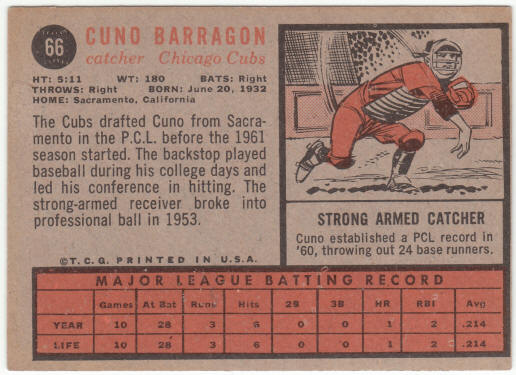 66
CUNO BARRAGON
catcher Chicago Cubs
HT: 5:11 WT: 180 BATS: Right
THROWS: Right BORN: June 20, 1932
HOME: Sacramento, California
The Cubs drafted Cuno from Sacra-
mento in the P.C.L. before the 1961
season started. The backstop played
baseball during his college days and
led his conference in hitting. The
strong-armed receiver broke into
professional ball in 1953.
©T.C.G. PRINTED IN U.S.A.
STRONG ARMED CATCHER
Cuno established a PCL record in
'60, throwing out 24 base runners.
MAJOR LEAGUE BATTING RECORD
Games At Bat Runs Hits 2B 3B HR RBI Avg
YEAR 10 28 3 6 0 0 1 2 .214
LIFE 10 28 3 6 0 0 1 2 .214